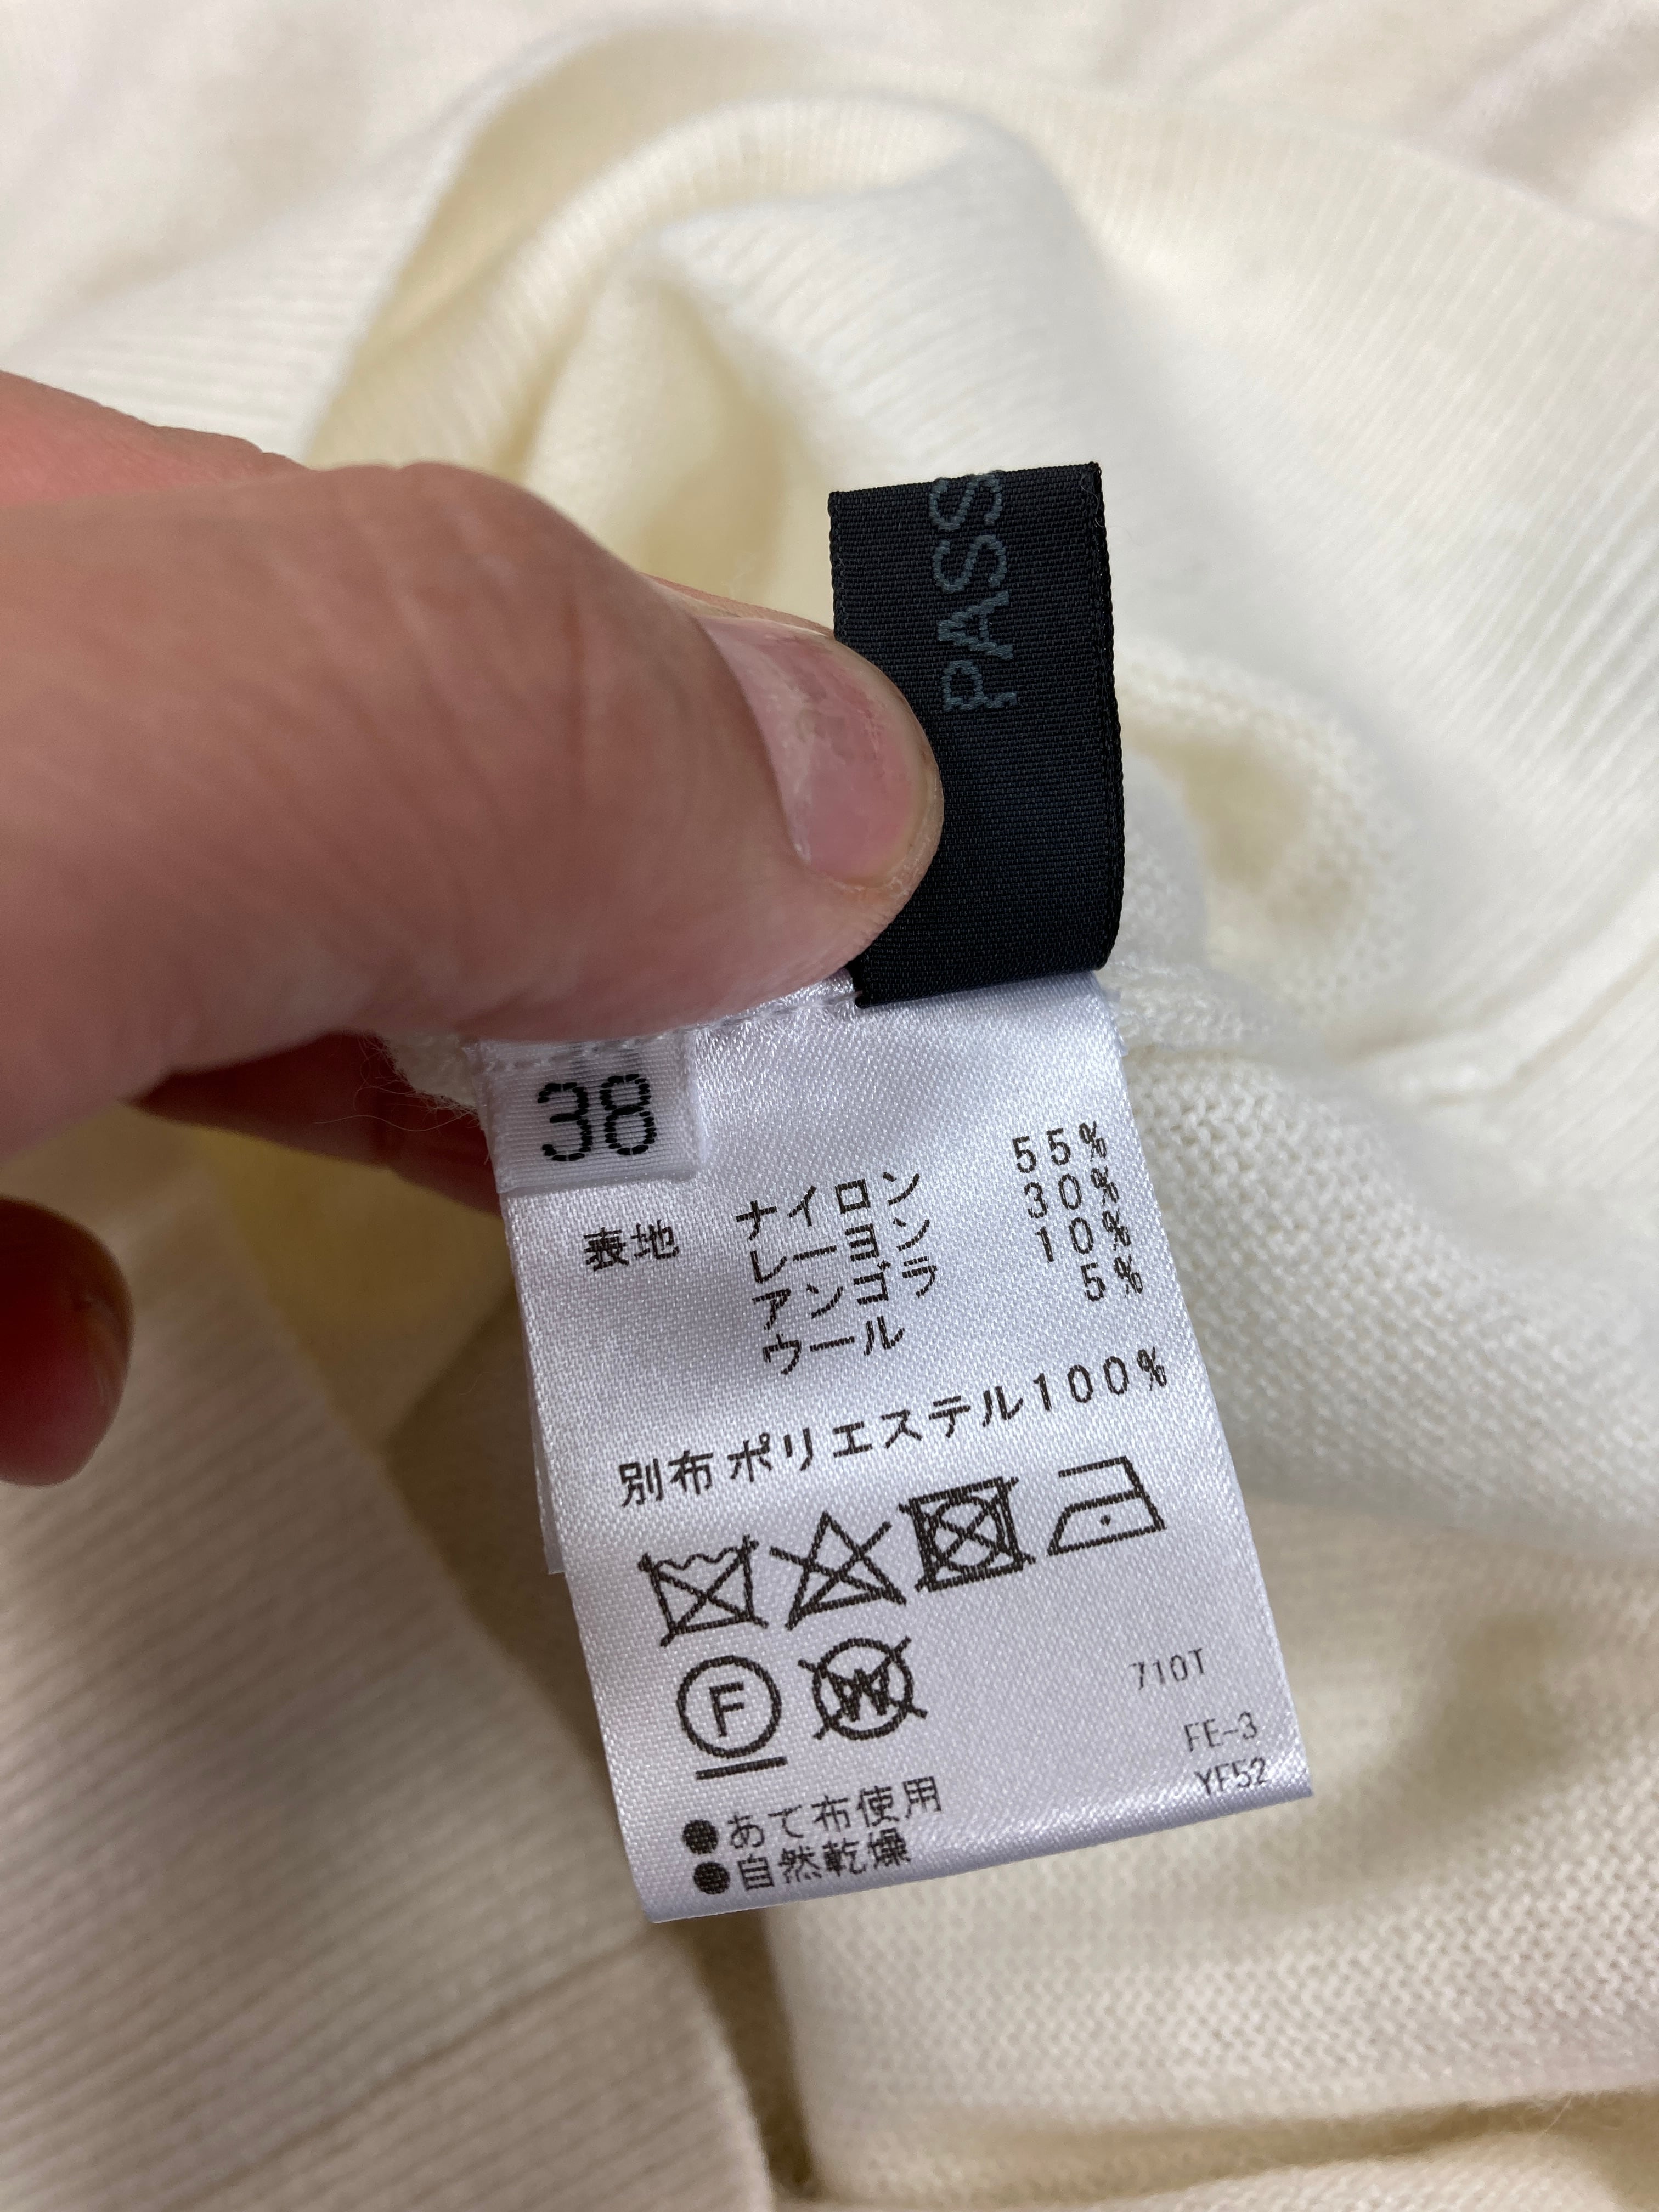 PASS
38
表地 ナイロン 55%
レーヨン 30%
アンゴラ 10%
ウール 5%
別布 ポリエステル100%
F W
710T
FE-3
YF52
●あて布使用
●自然乾燥